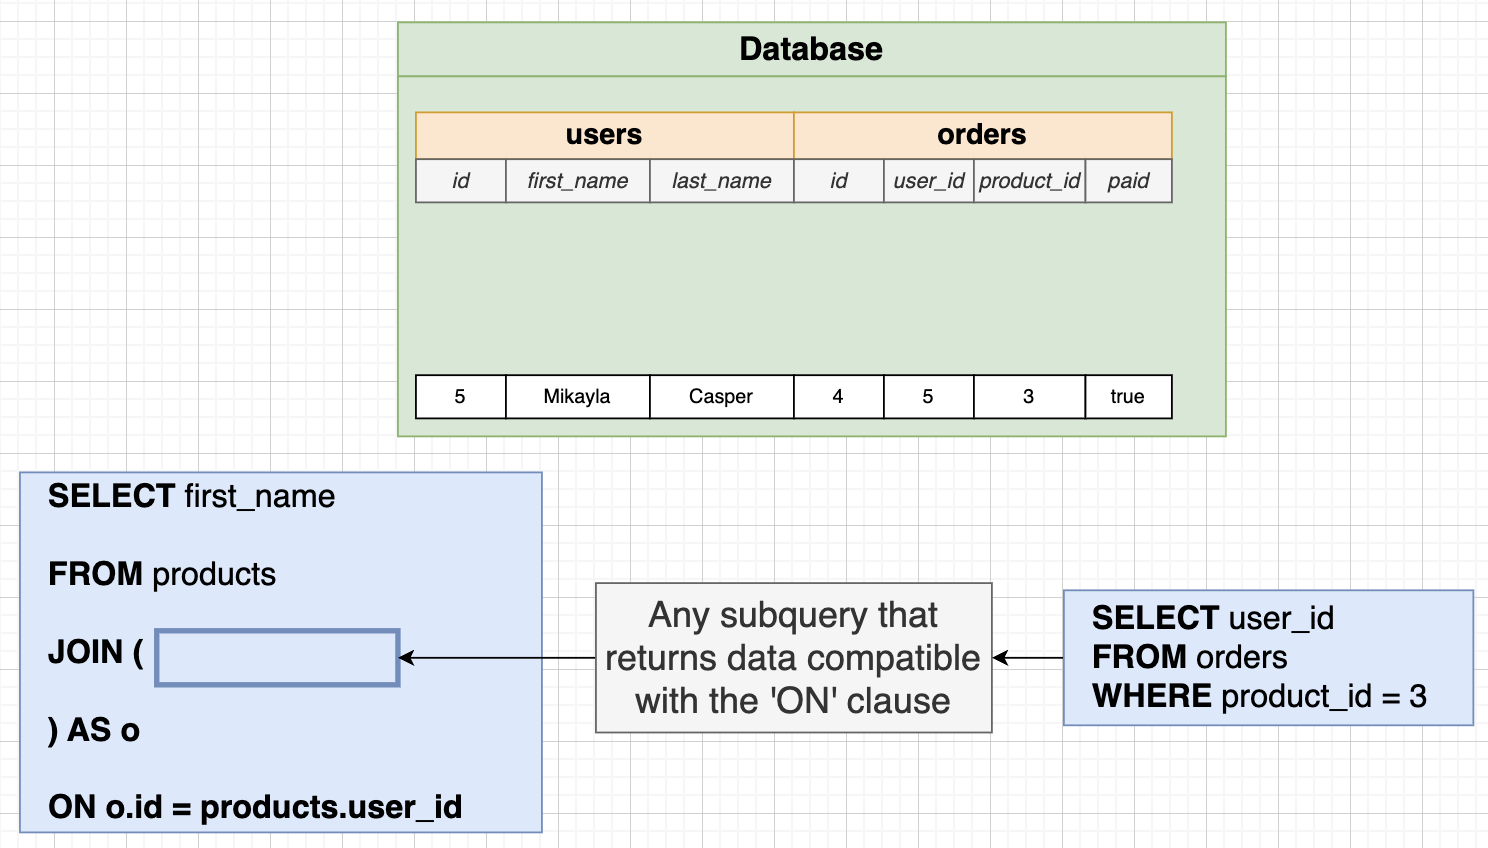 Database
users orders
id first_name last_name id user_id product_id paid
5 Mikayla Casper 4 5 3 true
SELECT first_name
FROM products
JOIN (
) AS o
ON o.id = products.user_id
Any subquery that
returns data compatible
with the 'ON' clause
SELECT user_id
FROM orders
WHERE product_id = 3